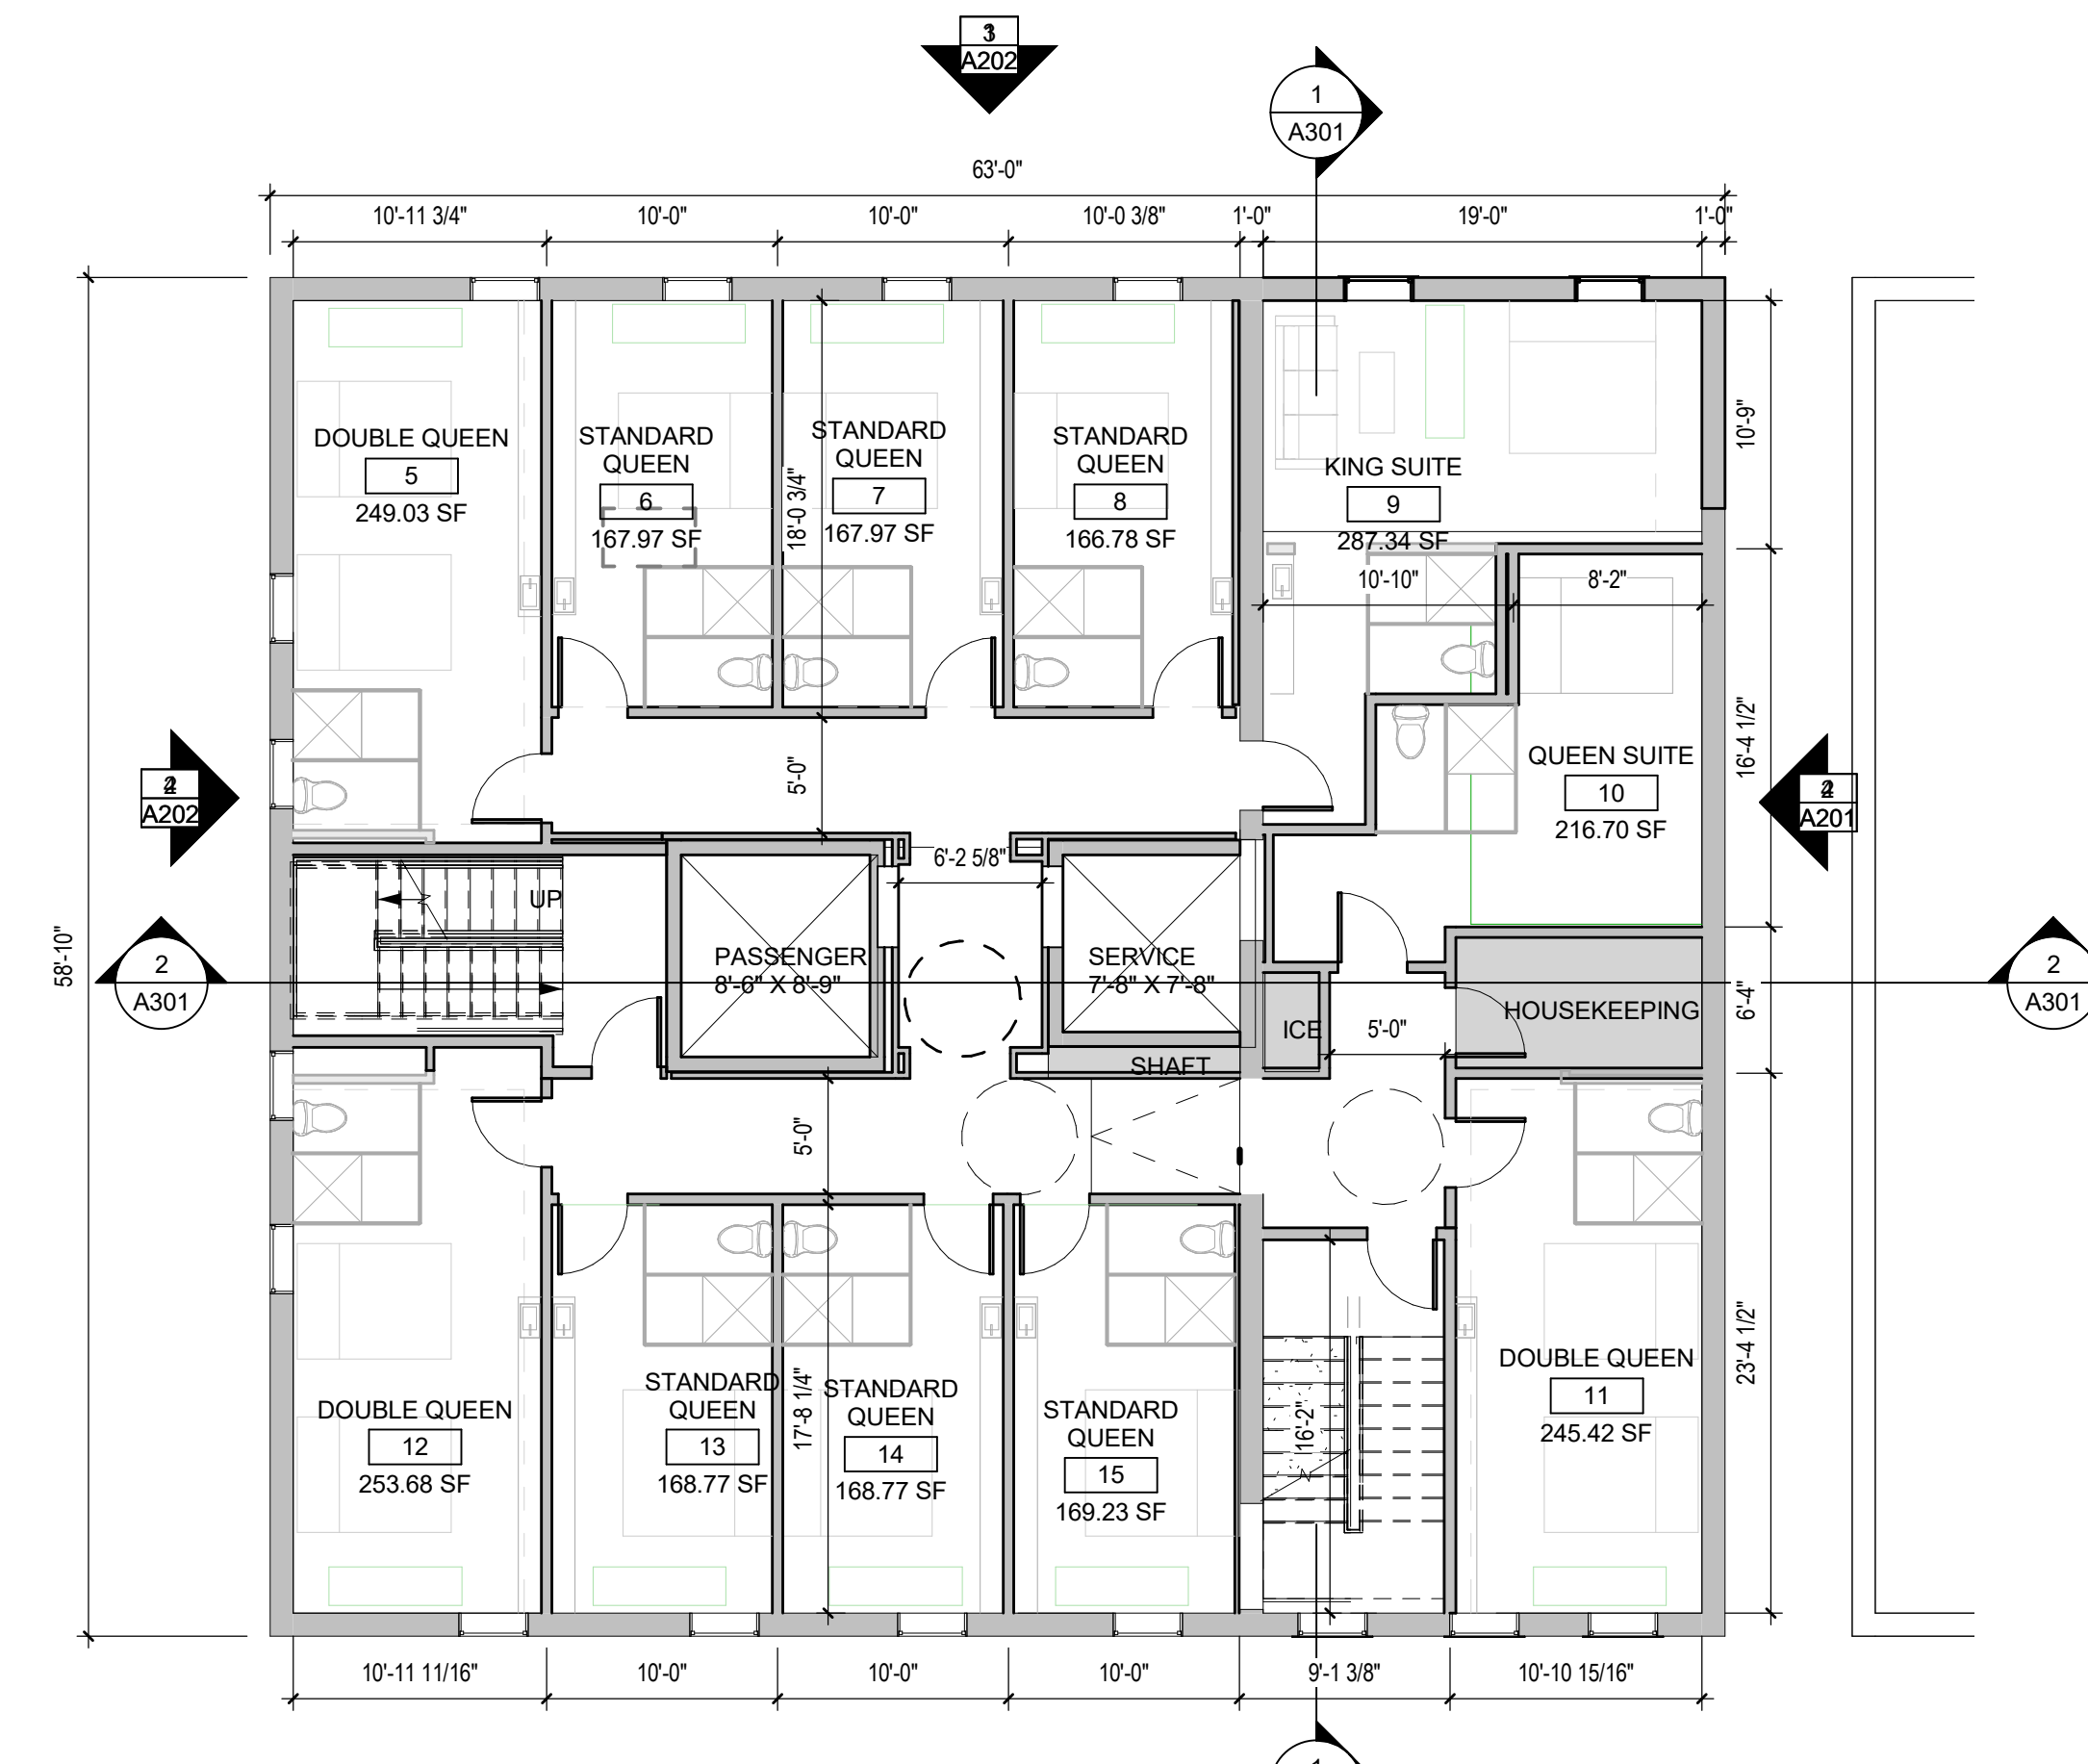 A202
1
A301
63'-0"
10'-11 3/4"
10'-0"
10'-0"
10'-0 3/8"
1'-0"
19'-0"
1'-0"
DOUBLE QUEEN
5
249.03 SF
STANDARD
QUEEN
6
167.97 SF
STANDARD
QUEEN
7
167.97 SF
18'-0 3/4"
STANDARD
QUEEN
8
166.78 SF
KING SUITE
9
287.34 SF
10'-9"
10'-10"
8'-2"
16'-4 1/2"
QUEEN SUITE
10
216.70 SF
A202
A201
5'-0"
6'-2 5/8"
UP
PASSENGER
8'-6" X 8'-9"
SERVICE
7'-8" X 7'-8"
58'-10"
2
A301
2
A301
ICE
5'-0"
HOUSEKEEPING
6'-4"
SHAFT
5'-0"
DOUBLE QUEEN
12
253.68 SF
STANDARD
QUEEN
13
168.77 SF
17'-8 1/4"
STANDARD
QUEEN
14
168.77 SF
STANDARD
QUEEN
15
169.23 SF
16'-2"
DOUBLE QUEEN
11
245.42 SF
23'-4 1/2"
10'-11 11/16"
10'-0"
10'-0"
10'-0"
9'-1 3/8"
10'-10 15/16"